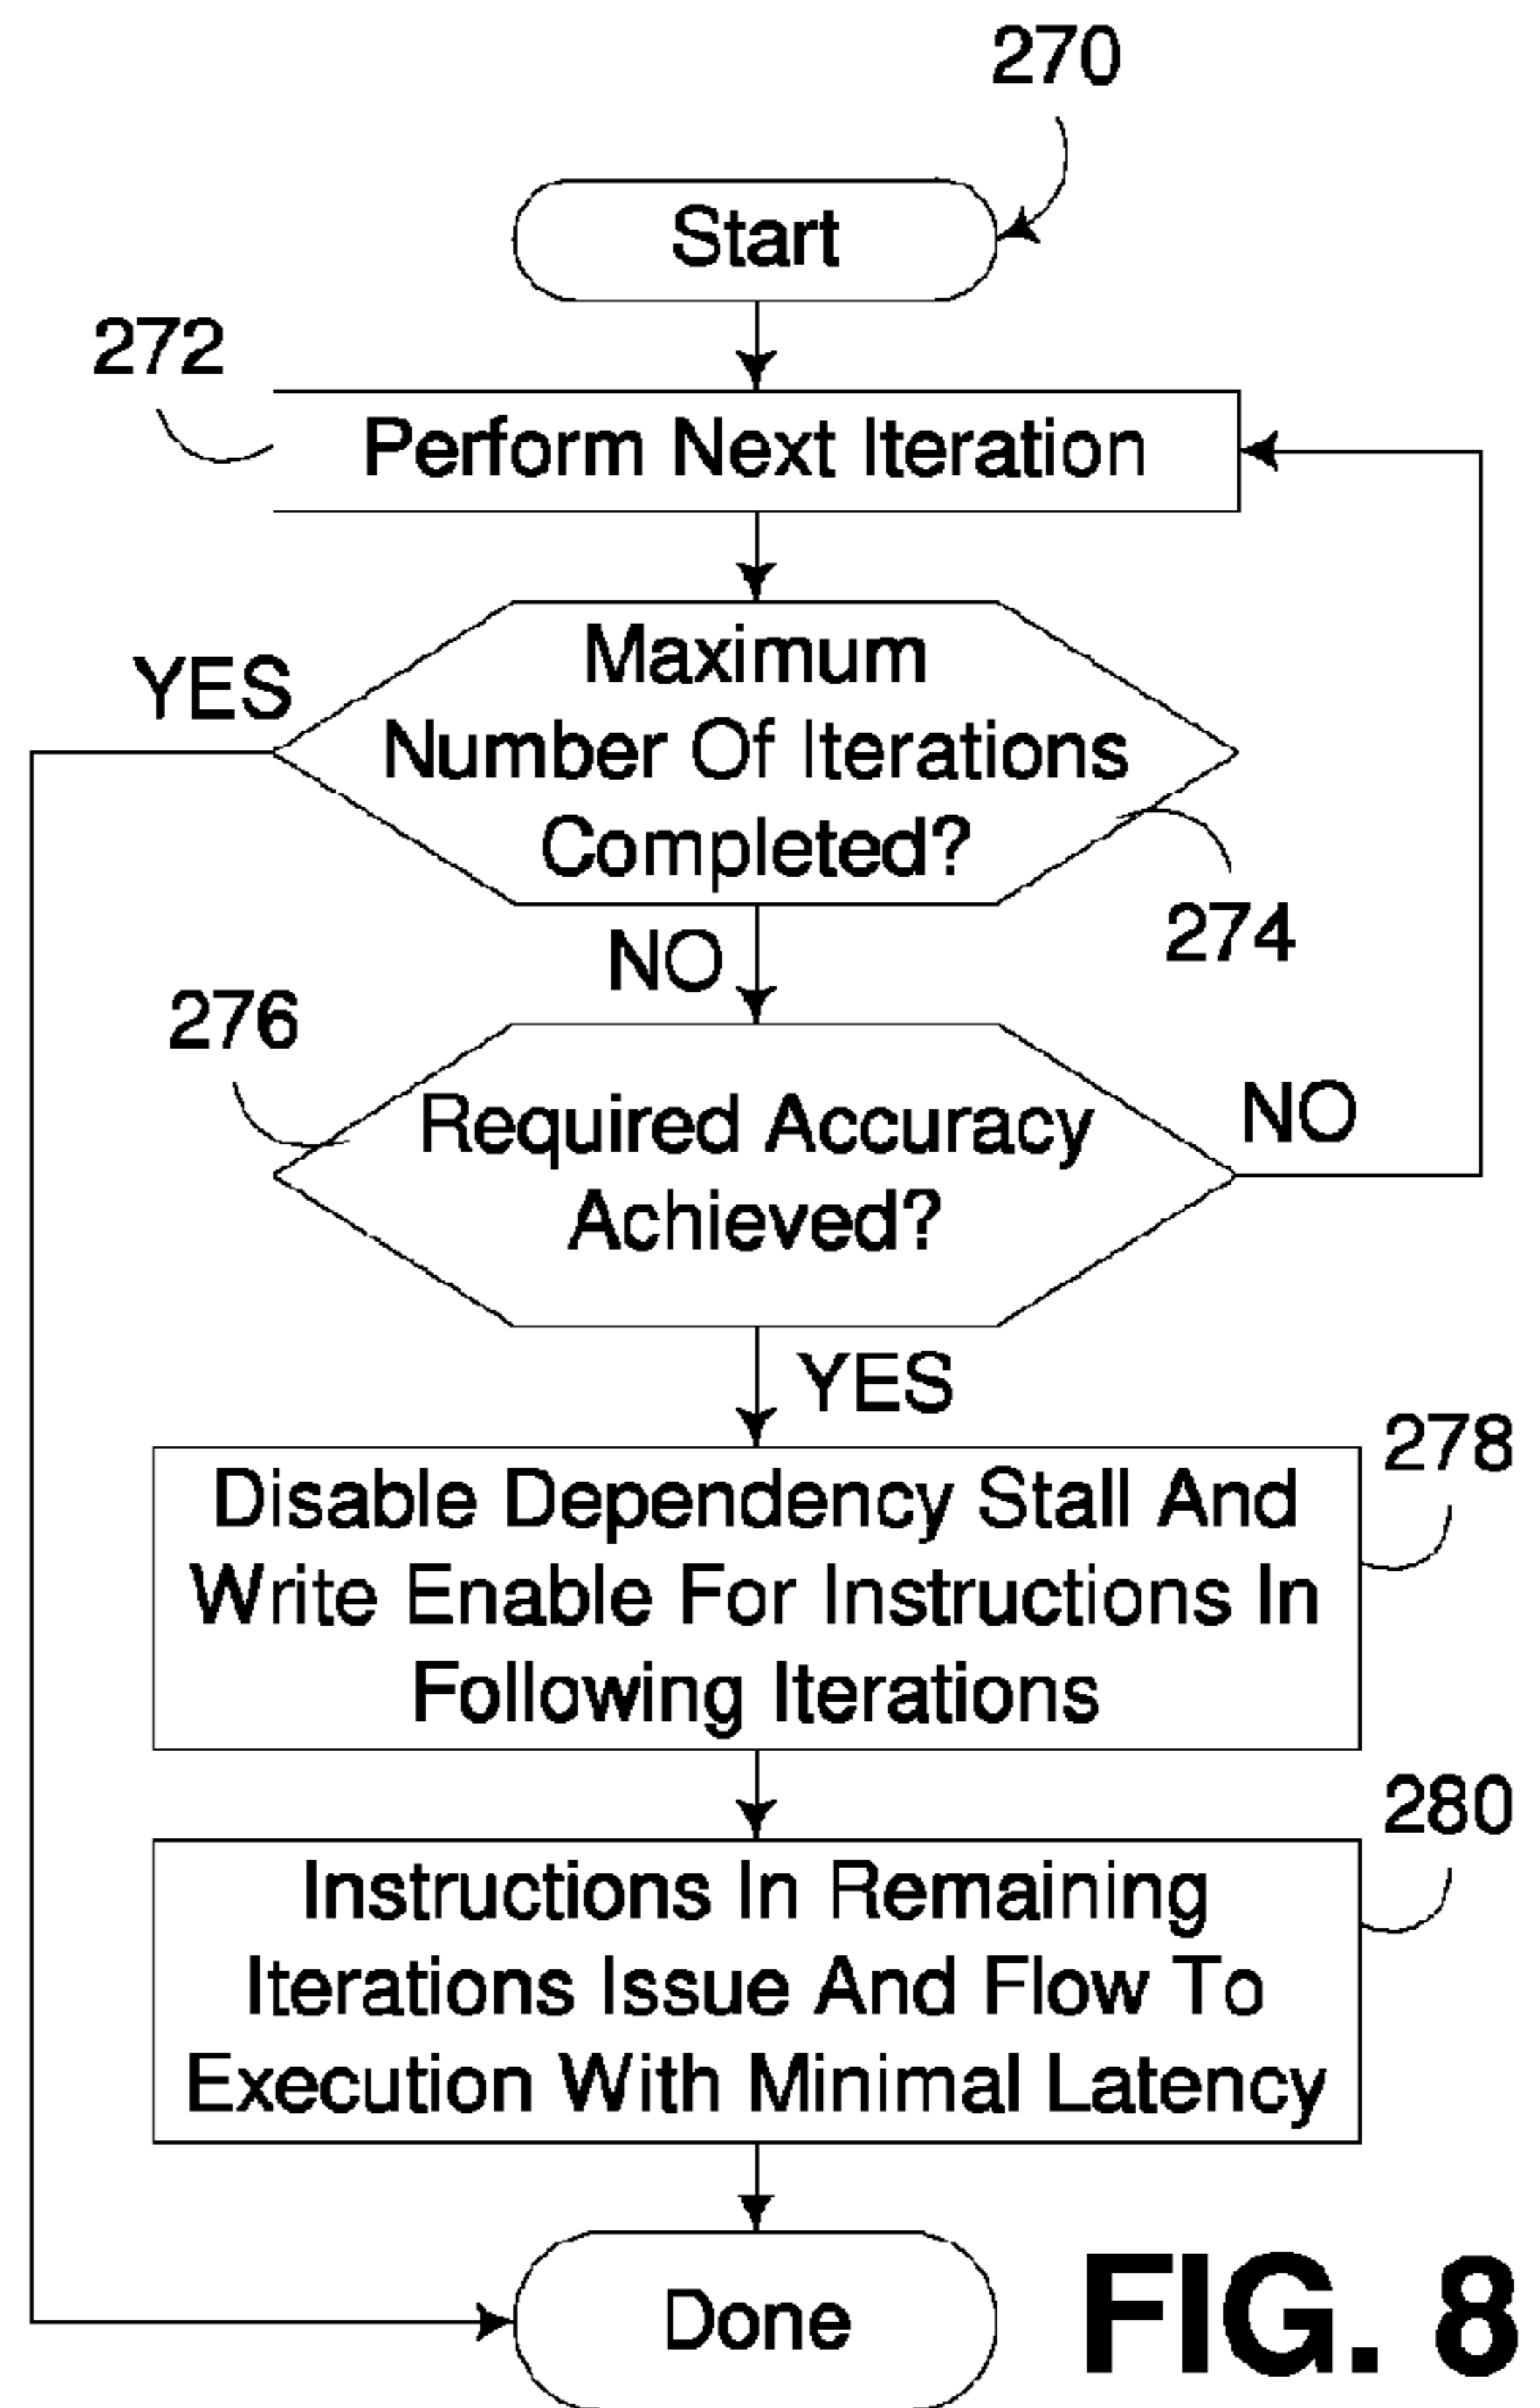 270
Start
272
Perform Next Iteration
YES
Maximum
Number Of Iterations
Completed?
274
NO
276
Required Accuracy
Achieved?
NO
YES
278
Disable Dependency Stall And
Write Enable For Instructions In
Following Iterations
280
Instructions In Remaining
Iterations Issue And Flow To
Execution With Minimal Latency
Done
FIG. 8